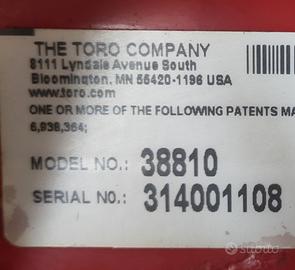 THE TORO COMPANY
8111 Lyndale Avenue South
Bloomington, MN 55420-1196 USA
www.toro.com
ONE OR MORE OF THE FOLLOWING PATENTS MA
6,938,364;
MODEL NO.: 38810
SERIAL NO.: 314001108
subito